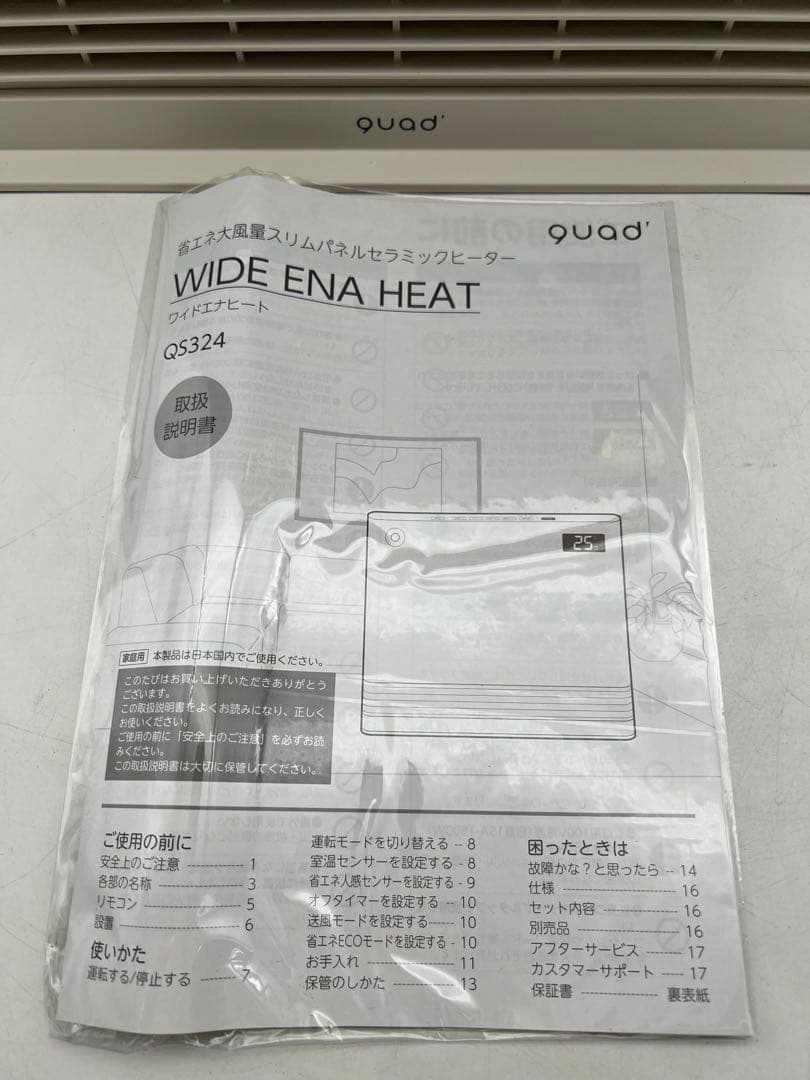 quad'
quad'
省エネ大風量スリムパネルセラミックヒーター
WIDE ENA HEAT
ワイドエナヒート
QS324
取扱
説明書
25
家庭用 本製品は日本国内でご使用ください。
このたびはお買い上げいただきありがとう
ございます。
この取扱説明書をよくお読みになり、正しく
お使いください。
ご使用の前に「安全上のご注意」を必ずお読
みください。
この取扱説明書は大切に保管してください。
ご使用の前に
安全上のご注意 ------------ 1
各部の名称 ---------------- 3
リモコン ------------------ 5
設置 ---------------------- 6
使いかた
運転する/停止する ------- 7
運転モードを切り替える -- 8
室温センサーを設定する - 8
省エネ人感センサーを設定する - 9
オフタイマーを設定する -- 10
送風モードを設定する------ 10
省エネECOモードを設定する - 10
お手入れ ----------------- 11
保管のしかた ------------- 13
困ったときは
故障かな？と思ったら -- 14
仕様 -------------------- 16
セット内容 ------------- 16
別売品 ----------------- 16
アフターサービス ------ 17
カスタマーサポート ---- 17
保証書 ------------- 裏表紙